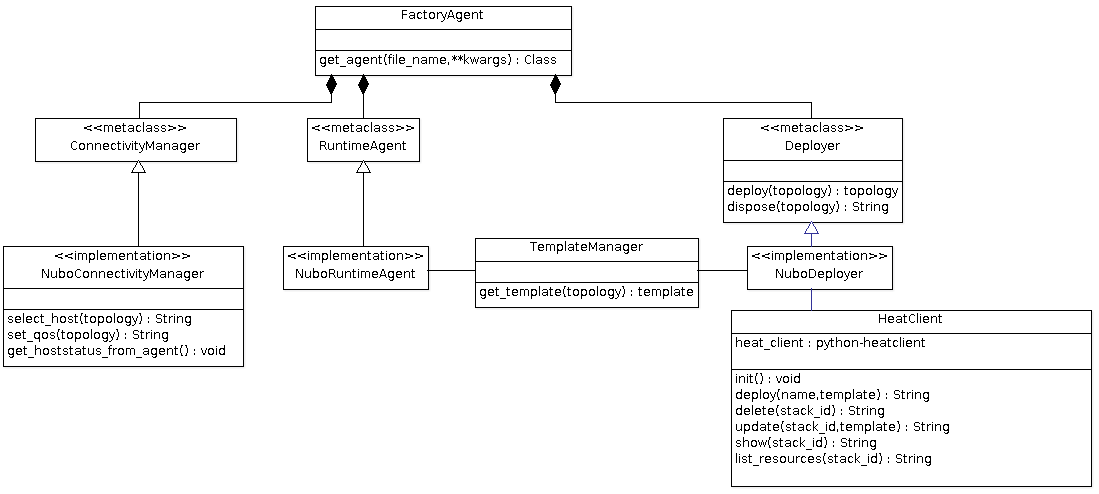 FactoryAgent
get_agent(file_name,**kwargs) : Class
<<metaclass>>
ConnectivityManager
<<metaclass>>
RuntimeAgent
<<metaclass>>
Deployer
deploy(topology) : topology
dispose(topology) : String
<<implementation>>
NuboConnectivityManager
select_host(topology) : String
set_qos(topology) : String
get_hoststatus_from_agent() : void
<<implementation>>
NuboRuntimeAgent
TemplateManager
get_template(topology) : template
<<implementation>>
NuboDeployer
HeatClient
heat_client : python-heatclient
init() : void
deploy(name,template) : String
delete(stack_id) : String
update(stack_id,template) : String
show(stack_id) : String
list_resources(stack_id) : String